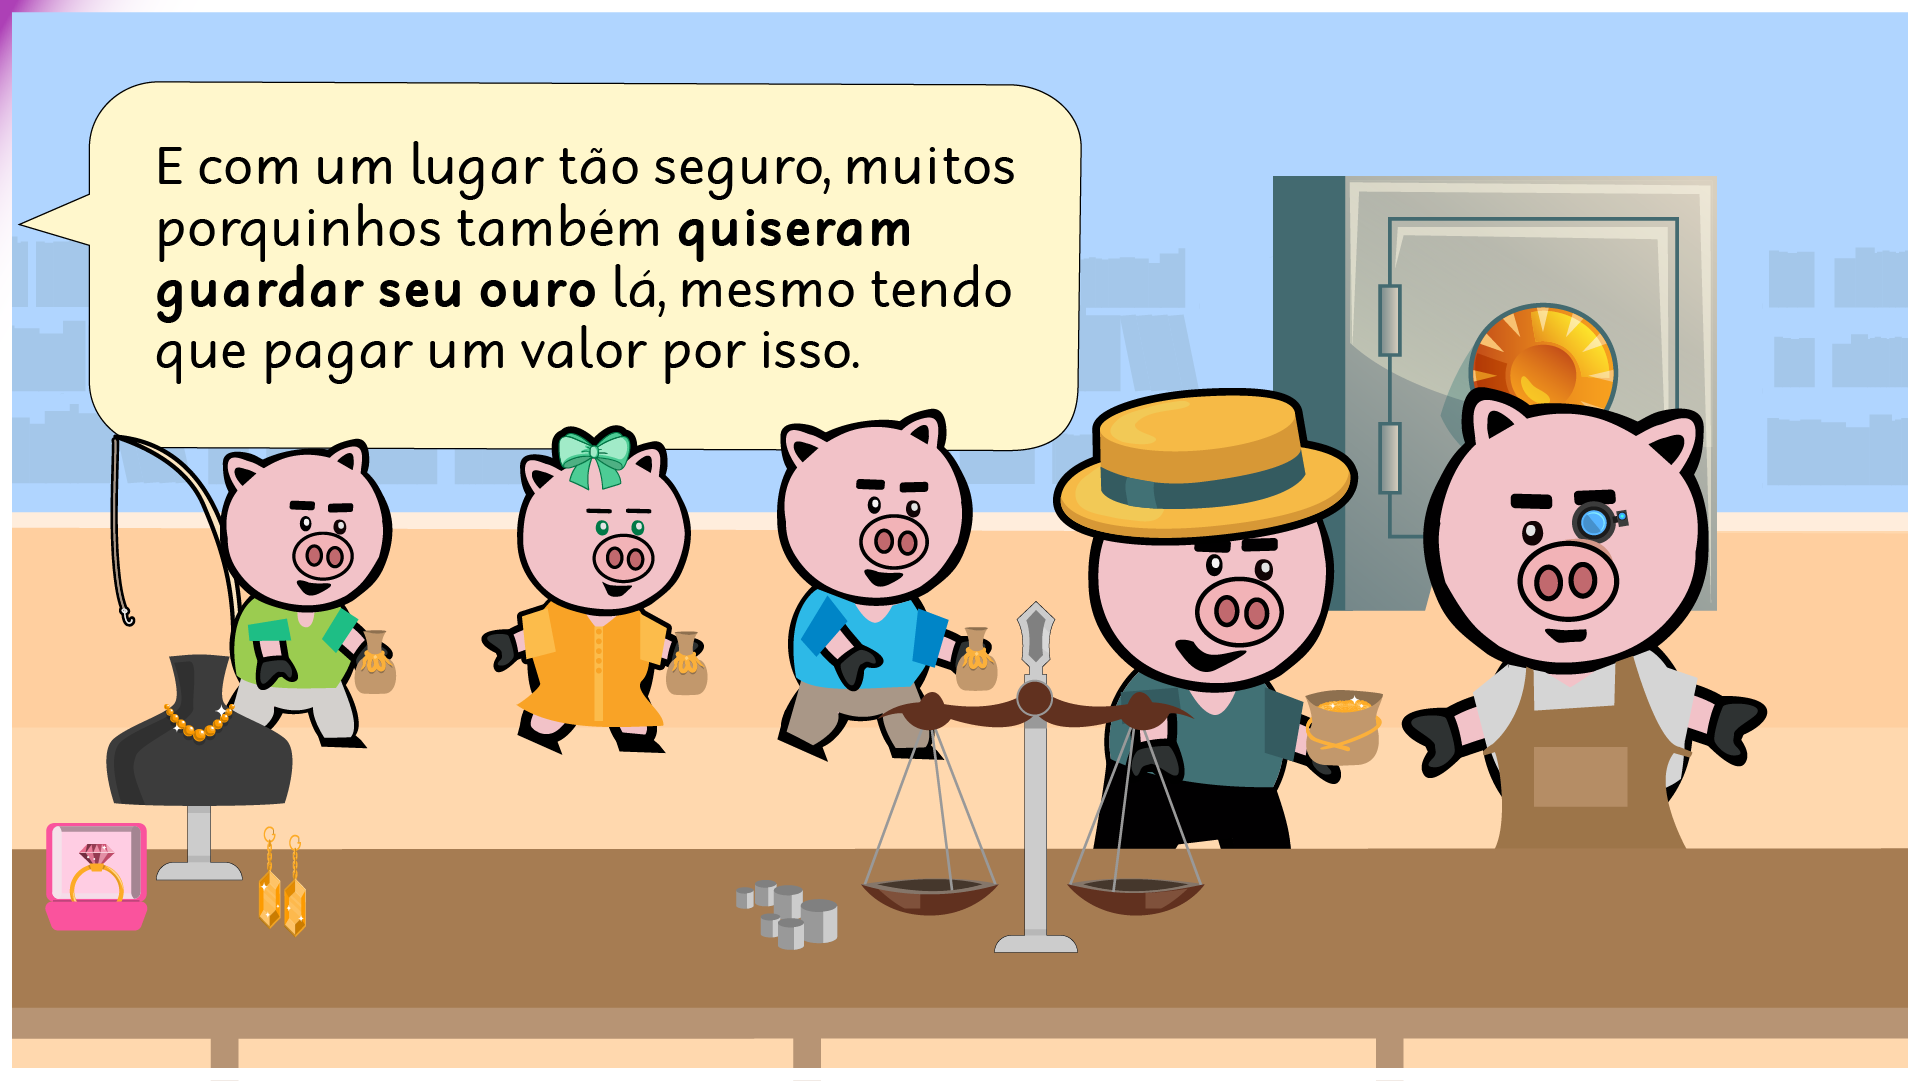 E com um lugar tão seguro, muitos
porquinhos também quiseram
guardar seu ouro lá, mesmo tendo
que pagar um valor por isso.